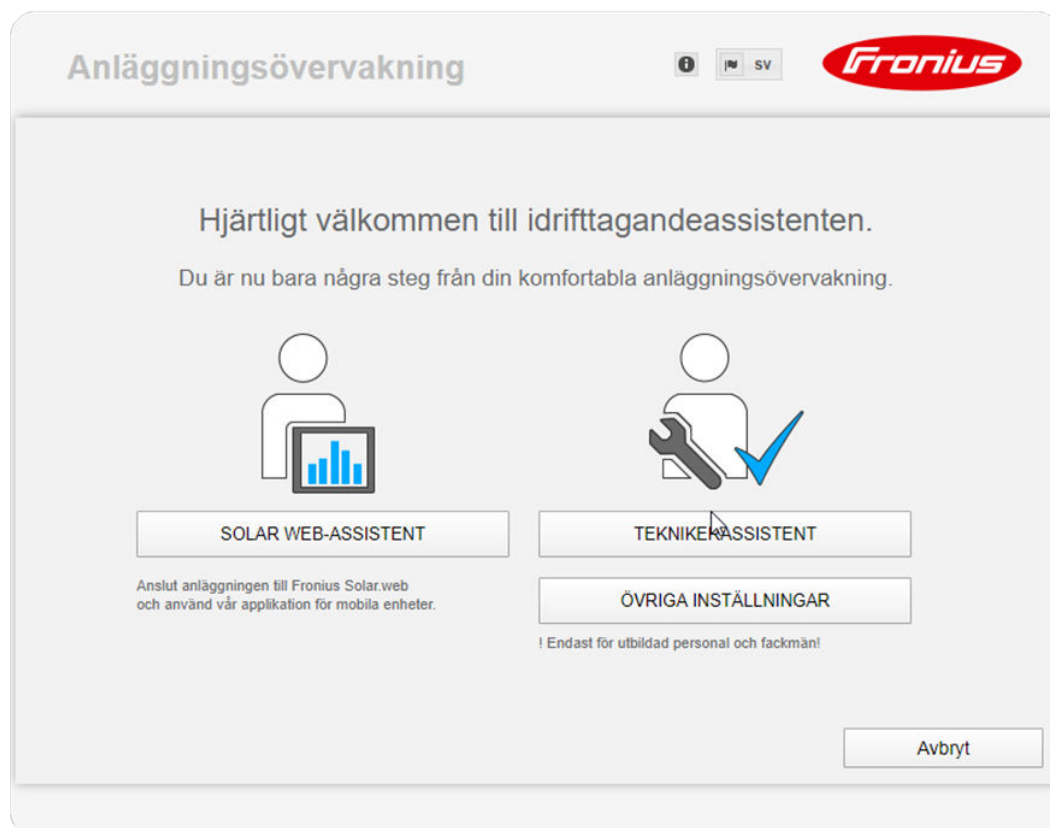 Anläggningsövervakning
SV
Fronius
Hjärtligt välkommen till idrifttagandeassistenten.
Du är nu bara några steg från din komfortabla anläggningsövervakning.
SOLAR WEB-ASSISTENT
Anslut anläggningen till Fronius Solar.web
och använd vår applikation för mobila enheter.
TEKNIKERASSISTENT
ÖVRIGA INSTÄLLNINGAR
! Endast för utbildad personal och fackmän!
Avbryt